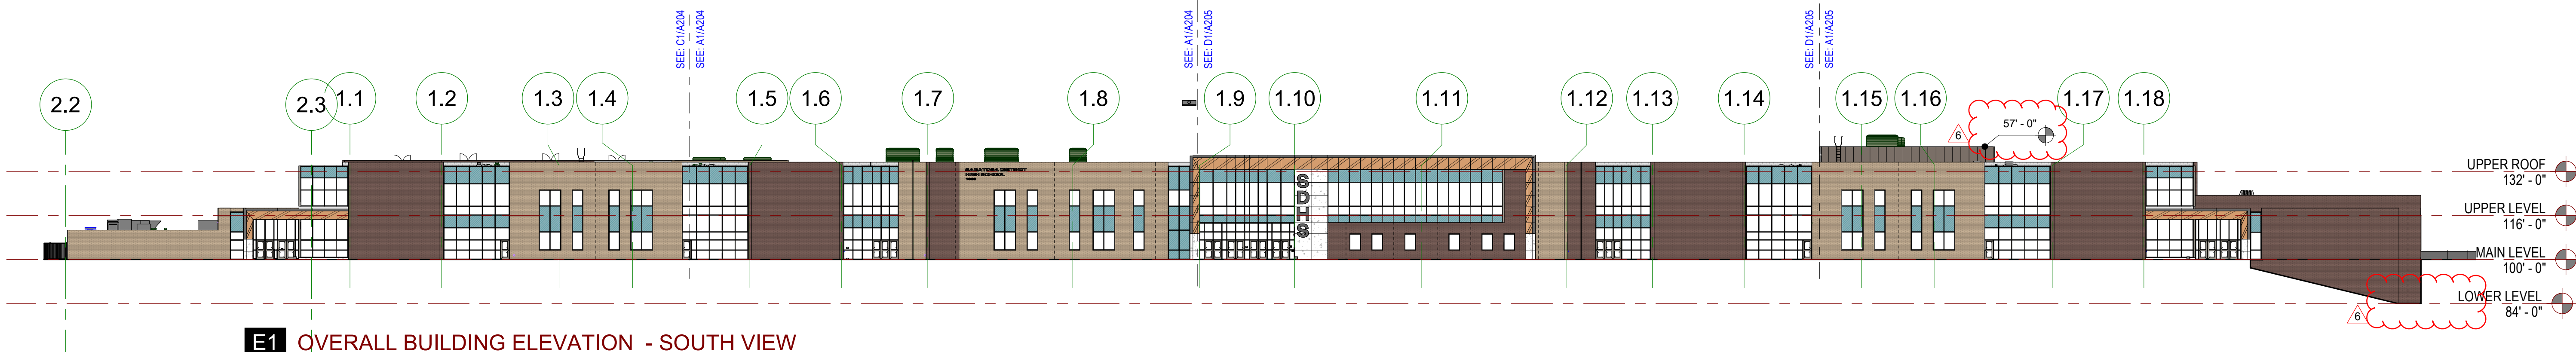 SEE: C1/A204
SEE: A1/A204
SEE: A1/A204
SEE: D1/A205
SEE: D1/A205
SEE: A1/A205
2.2
2.3
1.1
1.2
1.3
1.4
1.5
1.6
1.7
1.8
1.9
1.10
1.11
1.12
1.13
1.14
1.15
1.16
1.17
1.18
6
57' - 0"
UPPER ROOF
132' - 0"
SARATOGA DISTRICT
HIGH SCHOOL
SDHS
UPPER LEVEL
116' - 0"
MAIN LEVEL
100' - 0"
LOWER LEVEL
84' - 0"
6
E1 OVERALL BUILDING ELEVATION - SOUTH VIEW